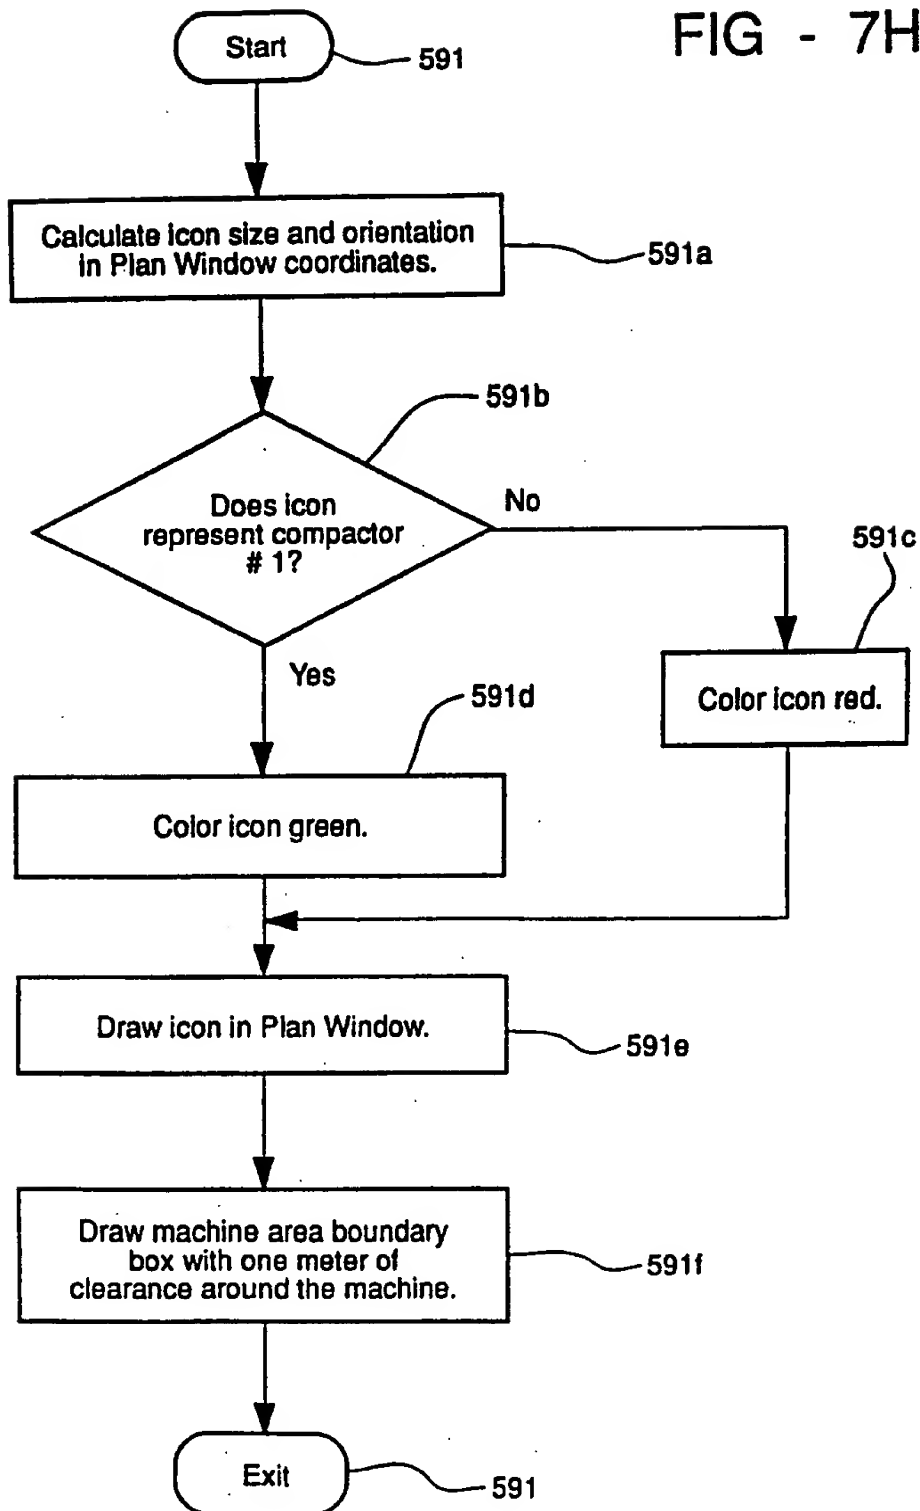 FIG - 7H
Start
591
Calculate icon size and orientation
in Plan Window coordinates.
591a
591b
Does icon
represent compactor
# 1?
No
591c
Yes
Color icon red.
591d
Color icon green.
Draw icon in Plan Window.
591e
Draw machine area boundary
box with one meter of
clearance around the machine.
591f
Exit
591